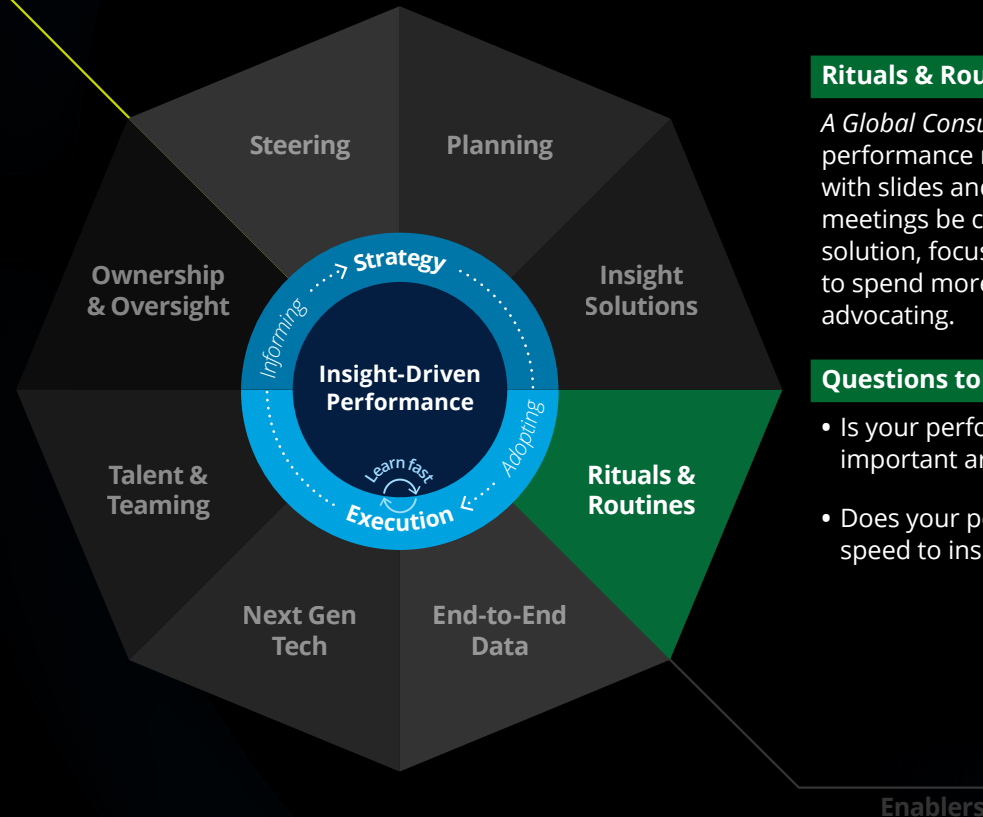 Steering
Planning
Ownership
& Oversight
Insight
Solutions
Strategy
Informing
Insight-Driven
Performance
Adopting
Learn fast
Execution
Talent &
Teaming
Rituals &
Routines
Next Gen
Tech
End-to-End
Data
Rituals & Rou
A Global Consu
performance
with slides and
meetings be c
solution, focus
to spend more
advocating.
Questions to
• Is your perfo
important a
• Does your p
speed to ins
Enablers